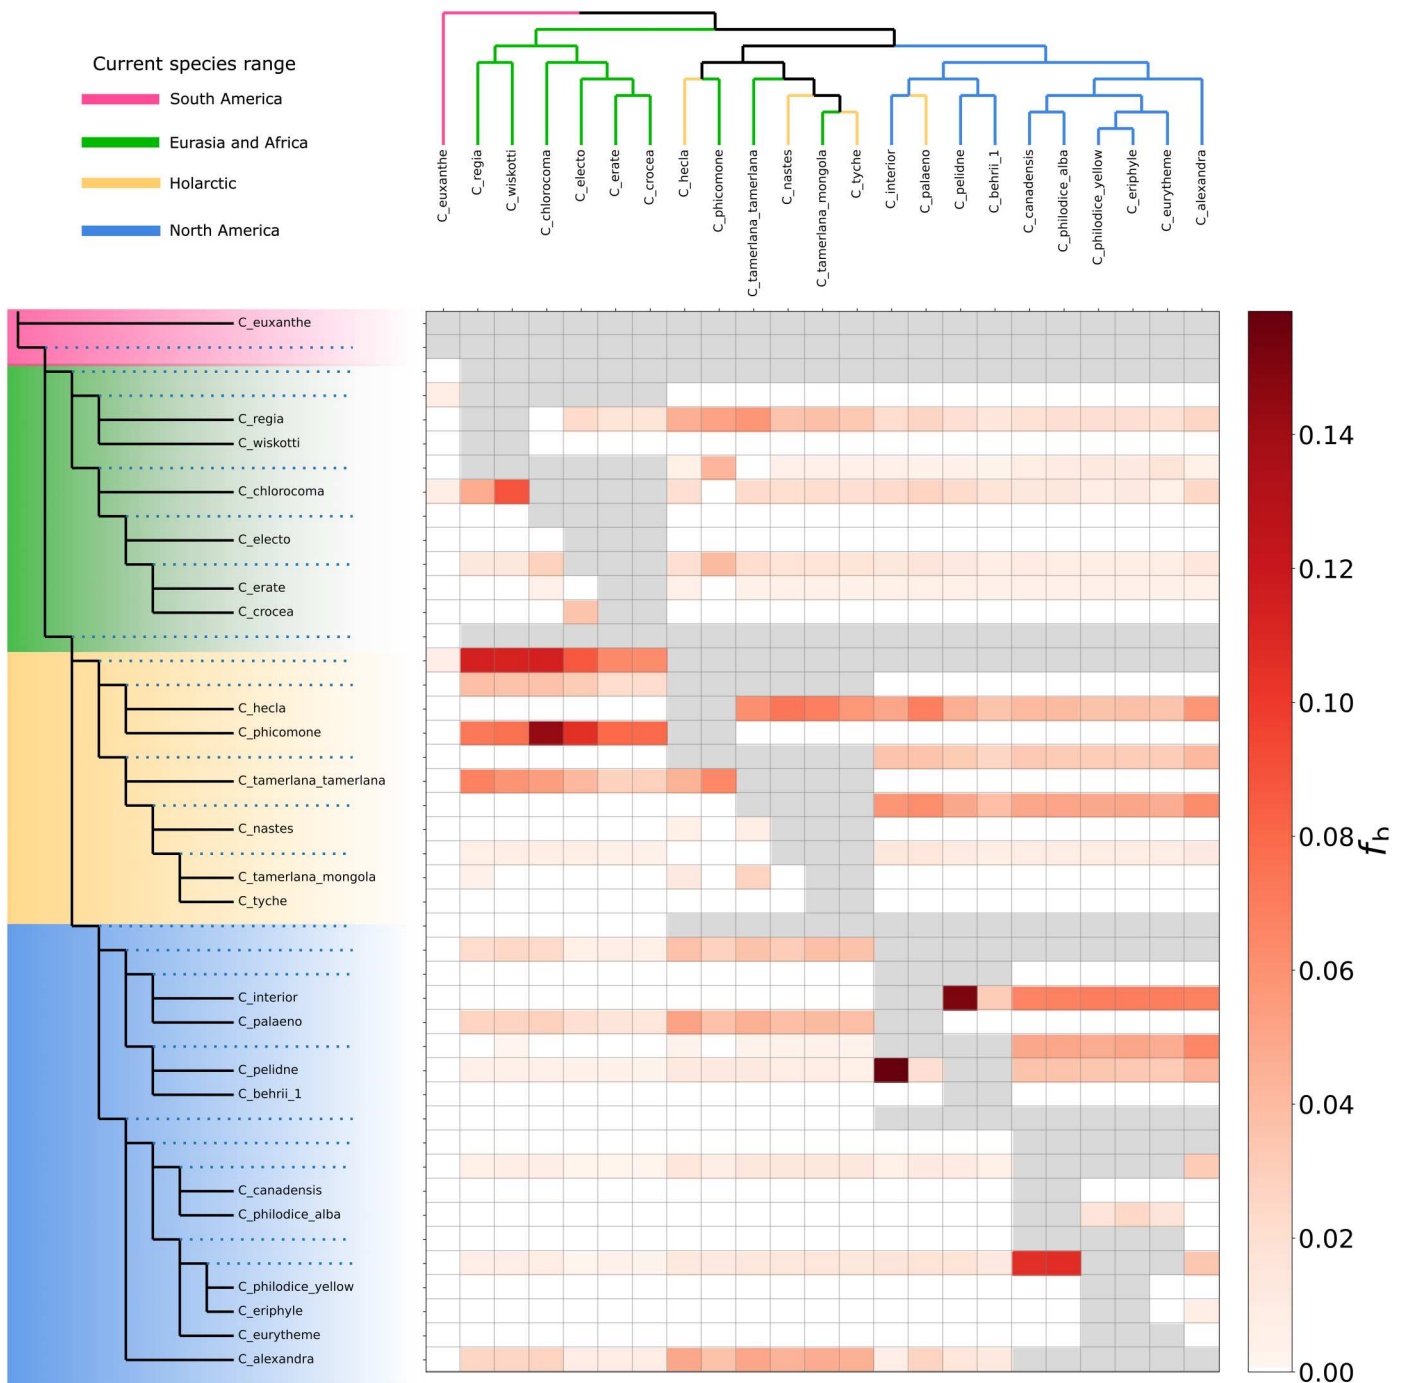 Current species range
South America
Eurasia and Africa
Holarctic
North America
C_euxanthe
C_regia
C_wiskotti
C_chlorocoma
C_electo
C_erate
C_crocea
C_hecla
C_phicomone
C_tamerlana_tamerlana
C_nastes
C_tamerlana_mongola
C_tyche
C_interior
C_palaeno
C_pelidne
C_behrii_1
C_canadensis
C_philodice_alba
C_philodice_yellow
C_eriphyle
C_eurytheme
C_alexandra
C_euxanthe
C_regia
C_wiskotti
C_chlorocoma
C_electo
C_erate
C_crocea
C_hecla
C_phicomone
C_tamerlana_tamerlana
C_nastes
C_tamerlana_mongola
C_tyche
C_interior
C_palaeno
C_pelidne
C_behrii_1
C_canadensis
C_philodice_alba
C_philodice_yellow
C_eriphyle
C_eurytheme
C_alexandra
0.14
0.12
0.10
0.08
0.06
0.04
0.02
0.00
fh